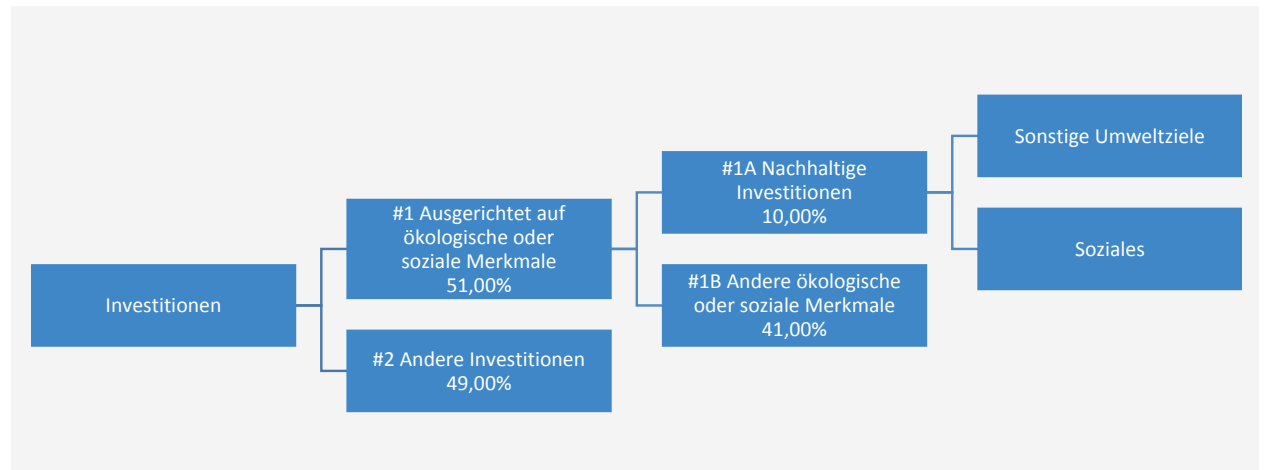 Investitionen
#1 Ausgerichtet auf
ökologische oder
soziale Merkmale
51,00%
#2 Andere Investitionen
49,00%
#1A Nachhaltige
Investitionen
10,00%
#1B Andere ökologische
oder soziale Merkmale
41,00%
Sonstige Umweltziele
Soziales